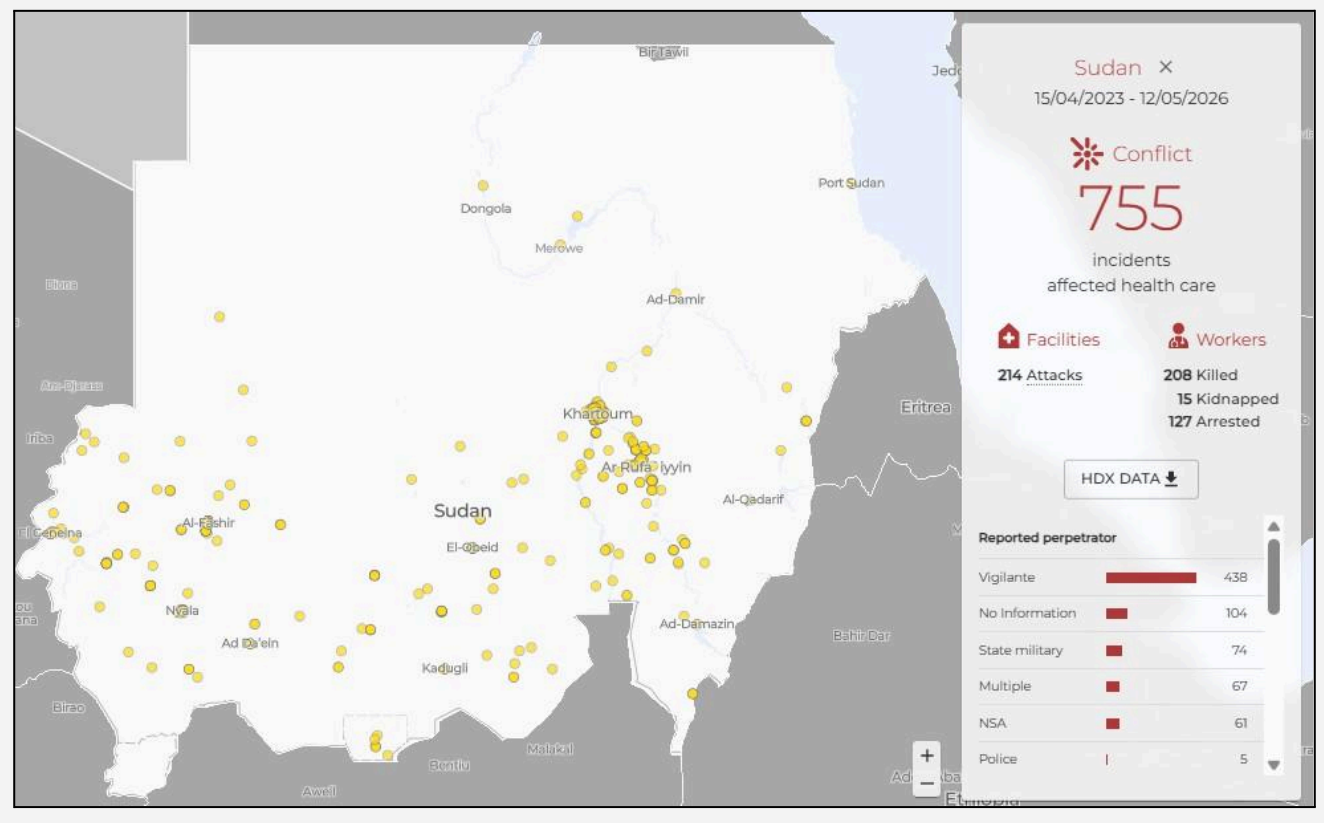 Bir Tawil
Jedd
Port Sudan
Dongola
Merowe
Ad-Damir
Khartoum
Eritrea
Iriba
Ar Rufa iyyin
Al-Qadarif
Sudan
Al-Fashir
El Geneina
El-Obeid
Nyala
Ad-Damazin
Ad Da'ein
Bahir Dar
Kadugli
Birao
Malakal
Bentiu
Aweil
Ethiopia
+
−
Sudan ×
15/04/2023 - 12/05/2026
Conflict
755
incidents
affected health care
Facilities
214 Attacks
Workers
208 Killed
15 Kidnapped
127 Arrested
HDX DATA
Reported perpetrator
Vigilante 438
No Information 104
State military 74
Multiple 67
NSA 61
Police 5